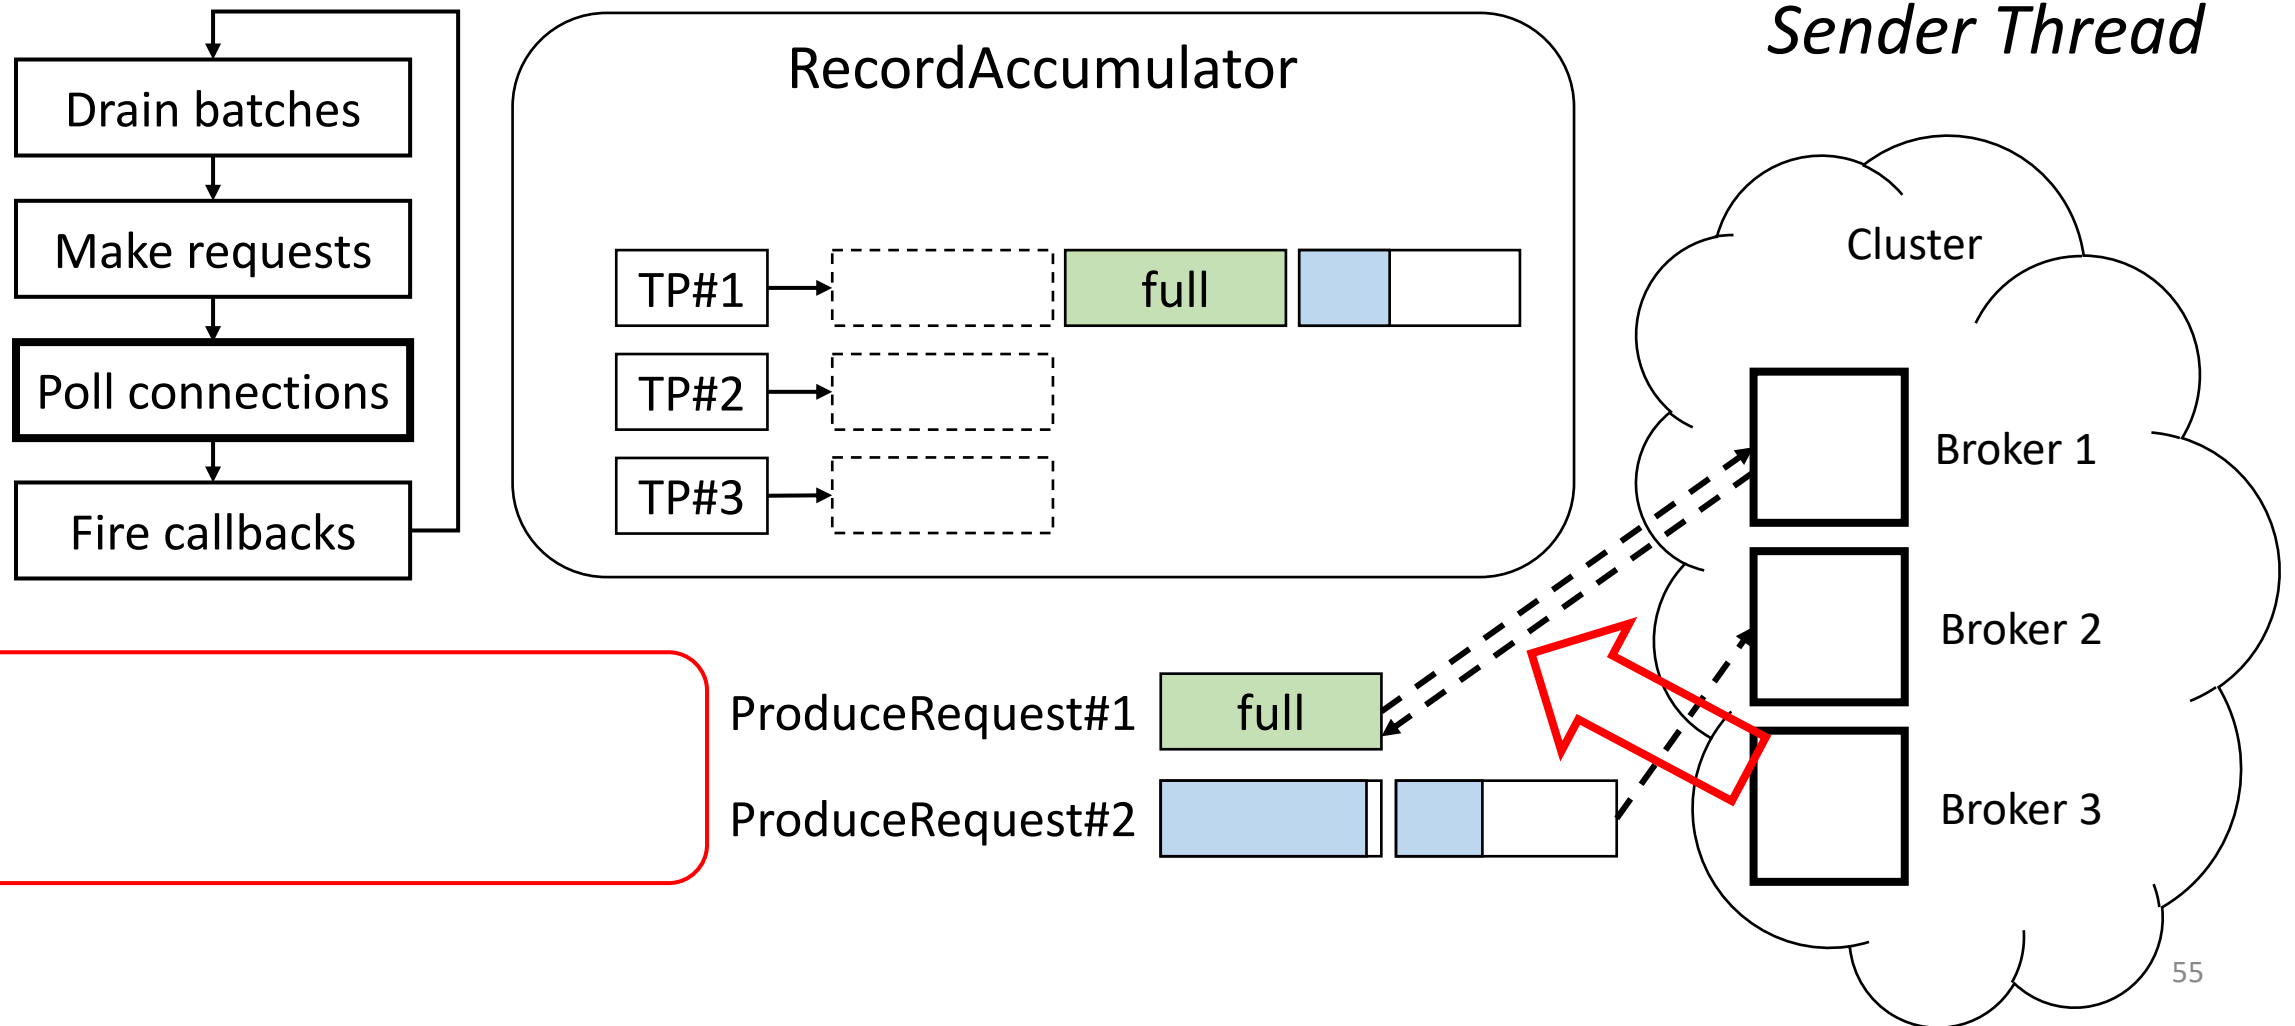 Sender Thread
RecordAccumulator
Drain batches
Make requests
Poll connections
Fire callbacks
TP#1
full
TP#2
TP#3
Cluster
Broker 1
Broker 2
Broker 3
ProduceRequest#1
full
ProduceRequest#2
55